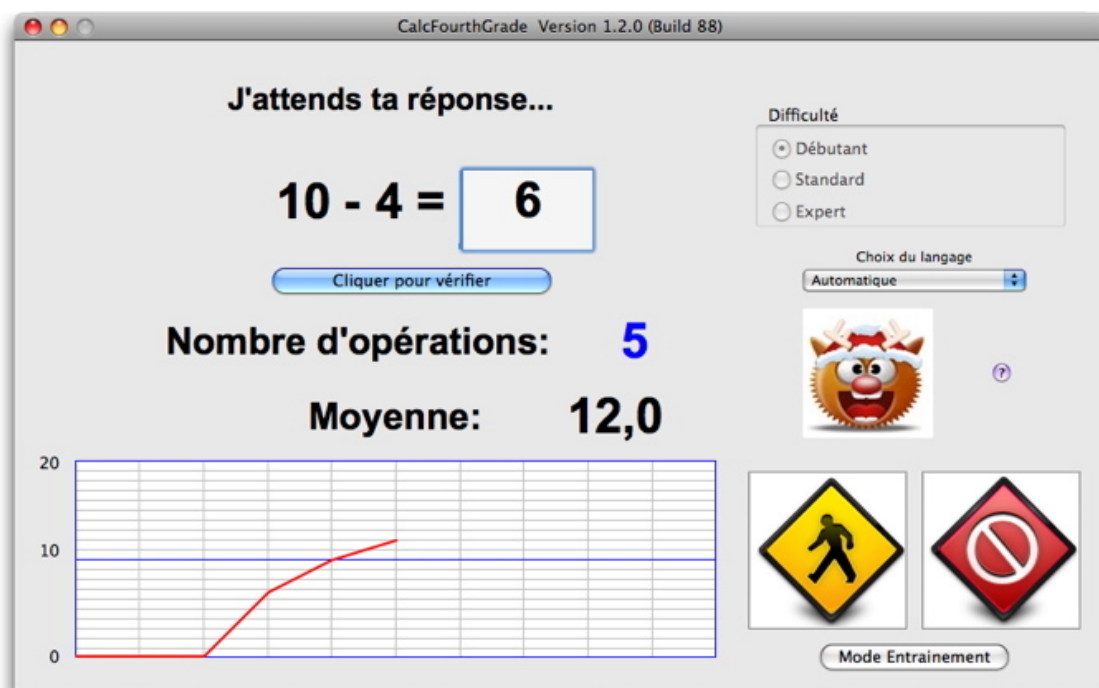 CalcFourthGrade Version 1.2.0 (Build 88)
J'attends ta réponse...
10 - 4 = 6
Cliquer pour vérifier
Nombre d'opérations: 5
Moyenne: 12,0
20
10
0
Difficulté
Débutant
Standard
Expert
Choix du langage
Automatique
?
Mode Entrainement